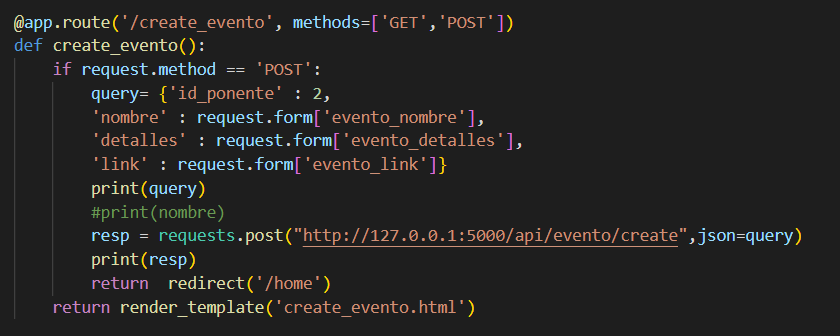 @app.route('/create_evento', methods=['GET','POST'])
def create_evento():
    if request.method == 'POST':
        query= {'id_ponente' : 2,
        'nombre' : request.form['evento_nombre'],
        'detalles' : request.form['evento_detalles'],
        'link' : request.form['evento_link']}
        print(query)
        #print(nombre)
        resp = requests.post("http://127.0.0.1:5000/api/evento/create",json=query)
        print(resp)
        return  redirect('/home')
    return render_template('create_evento.html')